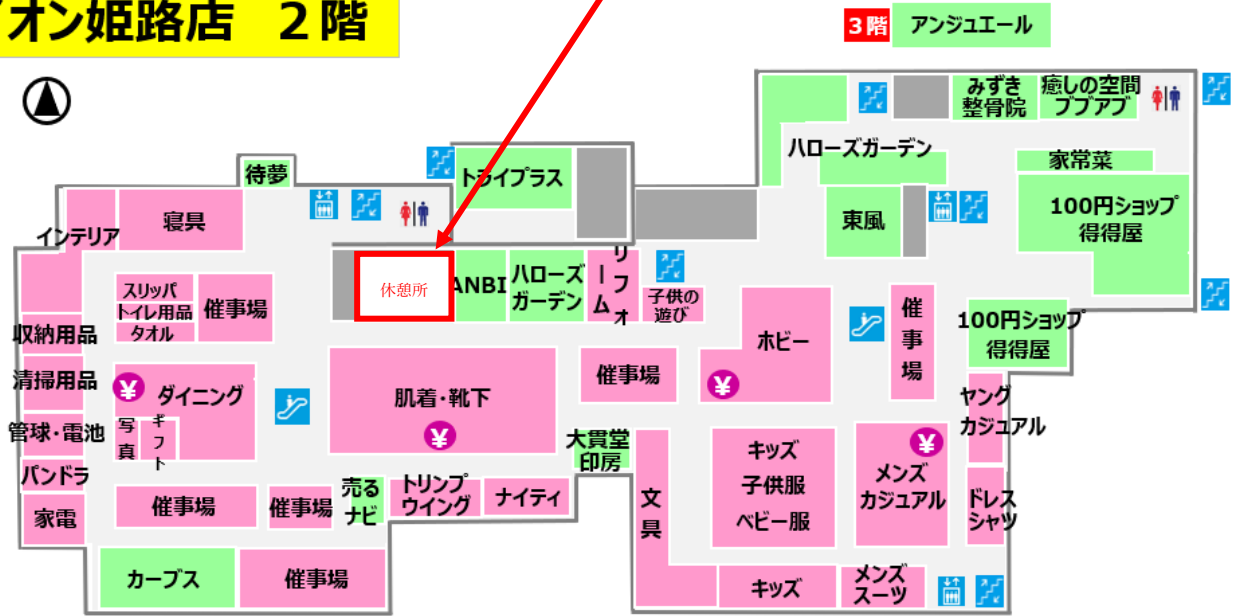 イオン姫路店 2階
3階 アンジュエール
みずき
整骨院
癒しの空間
ブブアブ
ハローズガーデン
家常菜
待夢
トライプラス
東風
100円ショップ
得得屋
インテリア
寝具
休憩所
ANBI
ハローズ
ガーデン
リフォーム
子供の
遊び
スリッパ
トイレ用品
タオル
催事場
収納用品
ホビー
催事場
100円ショップ
得得屋
清掃用品
¥
ダイニング
肌着・靴下
¥
催事場
¥
ヤング
カジュアル
管球・電池
写真
ギフト
大貫堂
印房
キッズ
子供服
ベビー服
¥
メンズ
カジュアル
パンドラ
家電
催事場
催事場
売る
ナビ
トリンプ
ウイング
ナイティ
文具
ドレス
シャツ
カーブス
催事場
キッズ
メンズ
スーツ